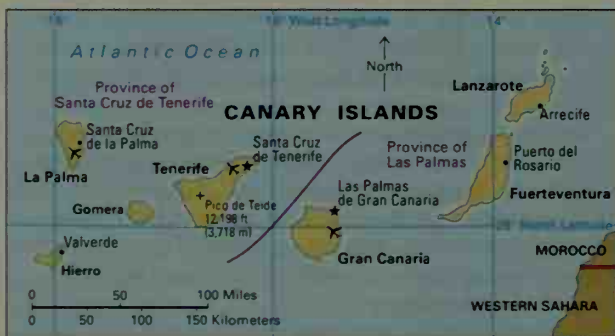 18°
16° West Longitude
14°
Atlantic Ocean
North
Province of
Santa Cruz de Tenerife
CANARY ISLANDS
Lanzarote
Arrecife
Santa Cruz
de la Palma
La Palma
Tenerife
Santa Cruz
de Tenerife
Province of
Las Palmas
Puerto del
Rosario
Fuerteventura
Gomera
Pico de Teide
12,198 ft
(3,718 m)
Las Palmas
de Gran Canaria
Gran Canaria
28° North Latitude
Valverde
Hierro
MOROCCO
WESTERN SAHARA
0 50 100 Miles
0 50 100 150 Kilometers